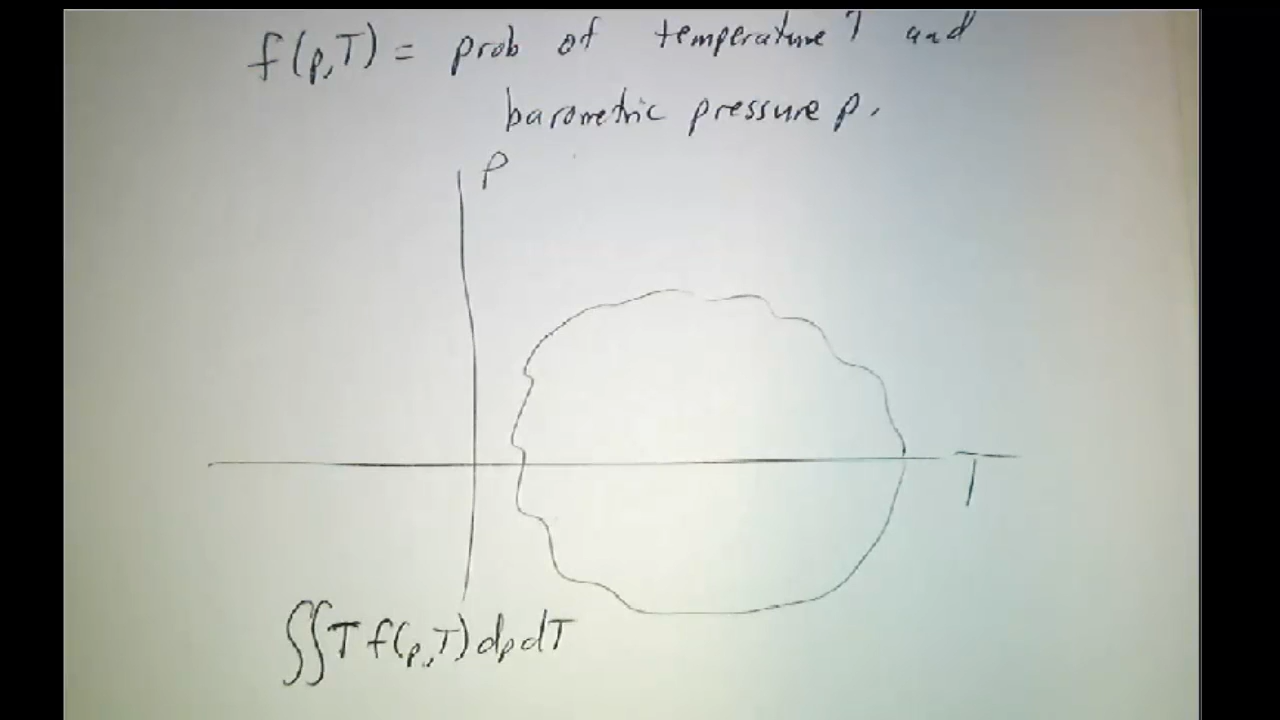 f(p,T) = prob of temperature T and
barometric pressure p.
P
T
∬ T f(p,T) dp dT